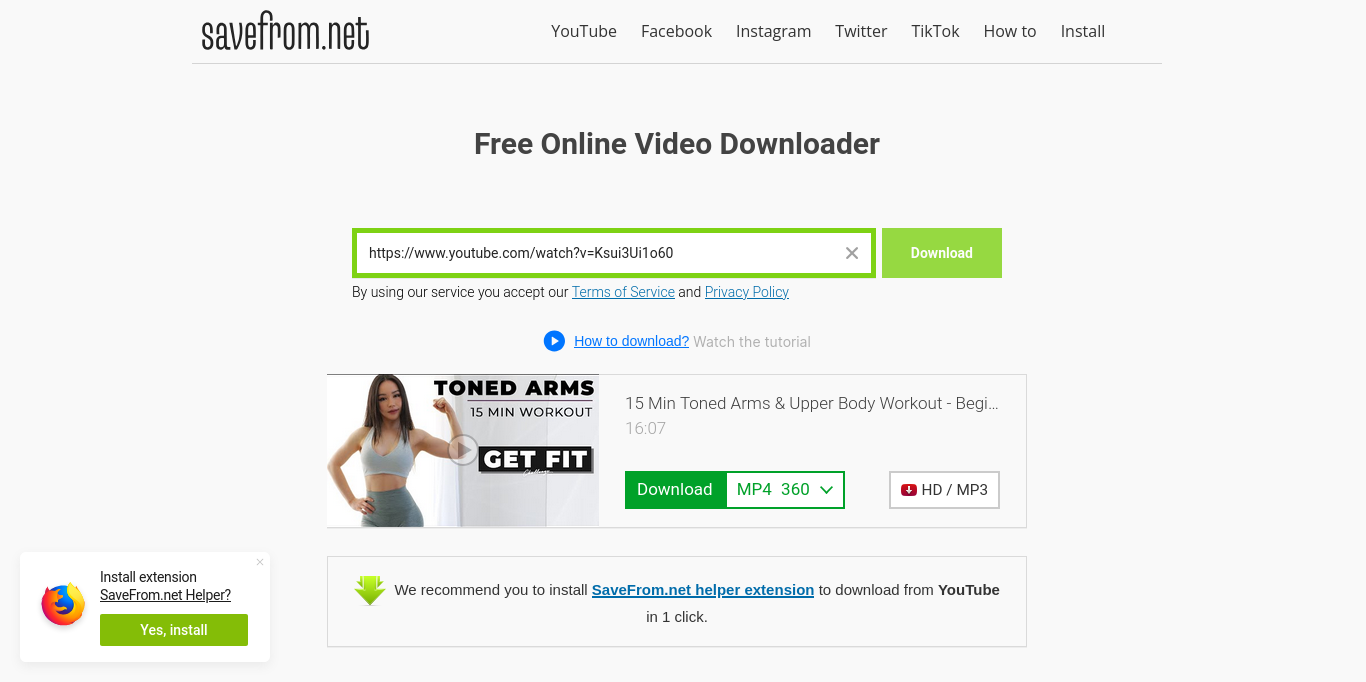 savefrom.net
YouTube Facebook Instagram Twitter TikTok How to Install
Free Online Video Downloader
https://www.youtube.com/watch?v=Ksui3Ui1o60
Download
By using our service you accept our Terms of Service and Privacy Policy
How to download? Watch the tutorial
TONED ARMS
15 MIN WORKOUT
GET FIT
Challenge
15 Min Toned Arms & Upper Body Workout - Begi...
16:07
Download MP4 360
HD / MP3
We recommend you to install SaveFrom.net helper extension to download from YouTube
in 1 click.
Install extension
SaveFrom.net Helper?
Yes, install